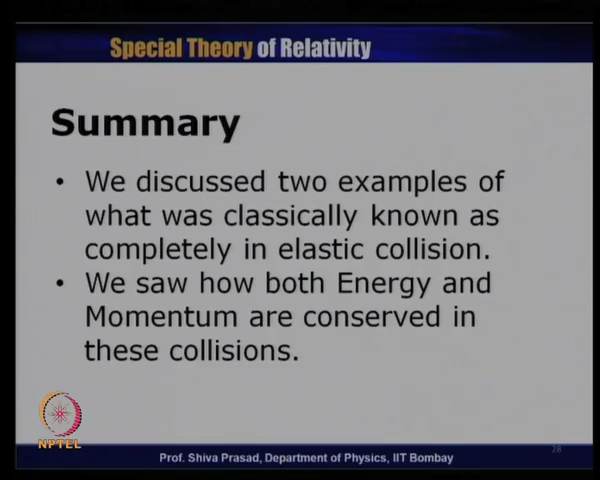 Special Theory of Relativity
Summary
• We discussed two examples of
what was classically known as
completely in elastic collision.
• We saw how both Energy and
Momentum are conserved in
these collisions.
NPTEL
28
Prof. Shiva Prasad, Department of Physics, IIT Bombay